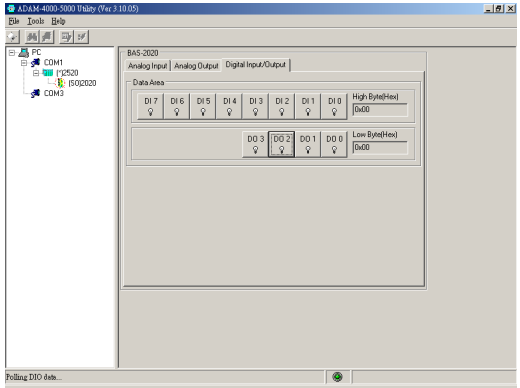 ADAM-4000-5000 Utility (Ver 3.10.05)
File Tools Help
PC
COM1
(*)2520
(S0)2020
COM3
BAS-2020
Analog Input Analog Output Digital Input/Output
Data Area
DI 7 DI 6 DI 5 DI 4 DI 3 DI 2 DI 1 DI 0
High Byte(Hex)
0x00
DO 3 DO 2 DO 1 DO 0
Low Byte(Hex)
0x00
Polling DIO data...